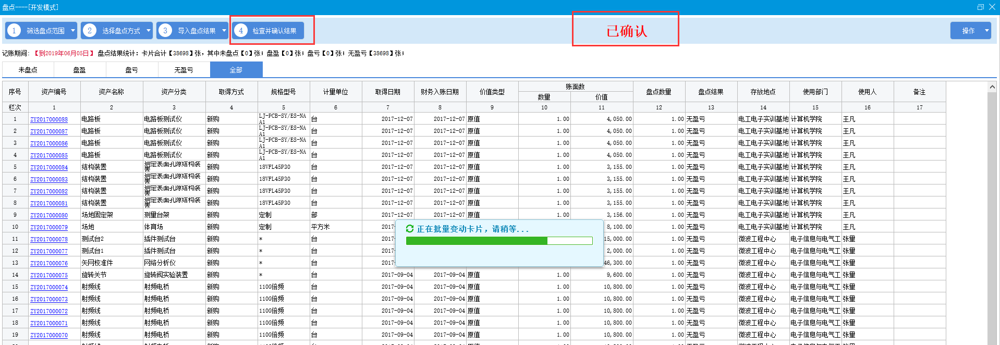 盘点——[开发模式]
1 筛选盘点范围 2 选择盘点方式 3 导入盘点结果 4 检查并确认结果 已确认 操作
记账期间: 【到2019年06月05日】 盘点结果统计: 卡片合计【38698】张, 其中未盘点【0】张; 盘盈【0】张; 盘亏【0】张; 无盈亏【38698】张;
未盘点 盘盈 盘亏 无盈亏 全部
序号 资产编号 资产名称 资产分类 取得方式 规格型号 计量单位 取得日期 财务入账日期 价值类型 账面数 数量 价值 盘点数量 盘点结果 存放地点 使用部门 使用人 备注
栏次 1 2 3 4 5 6 7 8 9 10 11 12 13 14 15 16 17
1 ZY2017000088 电路板 电路板测试仪 新购 LJ-PCB-SY/ES-NAA1 台 2017-12-07 2017-12-07 原值 1.00 4,050.00 1.00 无盈亏 电工电子实训基地 计算机学院 王凡
2 ZY2017000087 电路板 电路板测试仪 新购 LJ-PCB-SY/ES-NAA1 台 2017-12-07 2017-12-07 原值 1.00 4,050.00 1.00 无盈亏 电工电子实训基地 计算机学院 王凡
3 ZY2017000086 电路板 电路板测试仪 新购 LJ-PCB-SY/ES-NAA1 台 2017-12-07 2017-12-07 原值 1.00 4,050.00 1.00 无盈亏 电工电子实训基地 计算机学院 王凡
4 ZY2017000085 电路板 电路板测试仪 新购 LJ-PCB-SY/ES-NAA1 台 2017-12-07 2017-12-07 原值 1.00 4,050.00 1.00 无盈亏 电工电子实训基地 计算机学院 王凡
5 ZY2017000084 结构装置 测定表面孔隙结构装置 新购 18VFL45P30 台 2017-12-07 2017-12-07 原值 1.00 3,155.00 1.00 无盈亏 电工电子实训基地 计算机学院 王凡
6 ZY2017000083 结构装置 测定表面孔隙结构装置 新购 18VFL45P30 台 2017-12-07 2017-12-07 原值 1.00 3,155.00 1.00 无盈亏 电工电子实训基地 计算机学院 王凡
7 ZY2017000082 结构装置 测定表面孔隙结构装置 新购 18VFL45P30 台 2017-12-07 2017-12-07 原值 1.00 3,155.00 1.00 无盈亏 电工电子实训基地 计算机学院 王凡
8 ZY2017000081 结构装置 测定表面孔隙结构装置 新购 18VFL45P30 台 2017-12-07 2017-12-07 原值 1.00 3,155.00 1.00 无盈亏 电工电子实训基地 计算机学院 王凡
9 ZY2017000080 场地固定架 测量台架 新购 定制 部 2017-12-07 2017-12-07 原值 1.00 3,156.00 1.00 无盈亏 电工电子实训基地 计算机学院 王凡
10 ZY2017000079 场地 体育场 新购 定制 平方米 2017- 8,100.00 1.00 无盈亏 电工电子实训基地 计算机学院 王凡
正在批量变动卡片, 请稍等...
11 ZY2017000078 测试台2 插件测试台 新购 * 台 2017- 15,000.00 1.00 无盈亏 微波工程中心 电子信息与电气工 张量
12 ZY2017000077 测试台1 插件测试台 新购 * 台 2017- 2,000.00 1.00 无盈亏 微波工程中心 电子信息与电气工 张量
13 ZY2017000076 矢网校准件 网络分析仪 新购 * 台 2017- 46,300.00 1.00 无盈亏 微波工程中心 电子信息与电气工 张量
14 ZY2017000075 旋转关节 旋转阀实验装置 新购 * 台 2017-09-04 2017-09-04 原值 1.00 9,600.00 1.00 无盈亏 微波工程中心 电子信息与电气工 张量
15 ZY2017000074 射频线 射频电桥 新购 110G倍频 台 2017-09-04 2017-09-04 原值 1.00 10,800.00 1.00 无盈亏 微波工程中心 电子信息与电气工 张量
16 ZY2017000073 射频线 射频电桥 新购 110G倍频 台 2017-09-04 2017-09-04 原值 1.00 10,800.00 1.00 无盈亏 微波工程中心 电子信息与电气工 张量
17 ZY2017000072 射频线 射频电桥 新购 110G倍频 台 2017-09-04 2017-09-04 原值 1.00 10,800.00 1.00 无盈亏 微波工程中心 电子信息与电气工 张量
18 ZY2017000071 射频线 射频电桥 新购 110G倍频 台 2017-09-04 2017-09-04 原值 1.00 10,800.00 1.00 无盈亏 微波工程中心 电子信息与电气工 张量
19 ZY2017000070 射频线 射频电桥 新购 110G倍频 台 2017-09-04 2017-09-04 原值 1.00 10,800.00 1.00 无盈亏 微波工程中心 电子信息与电气工 张量